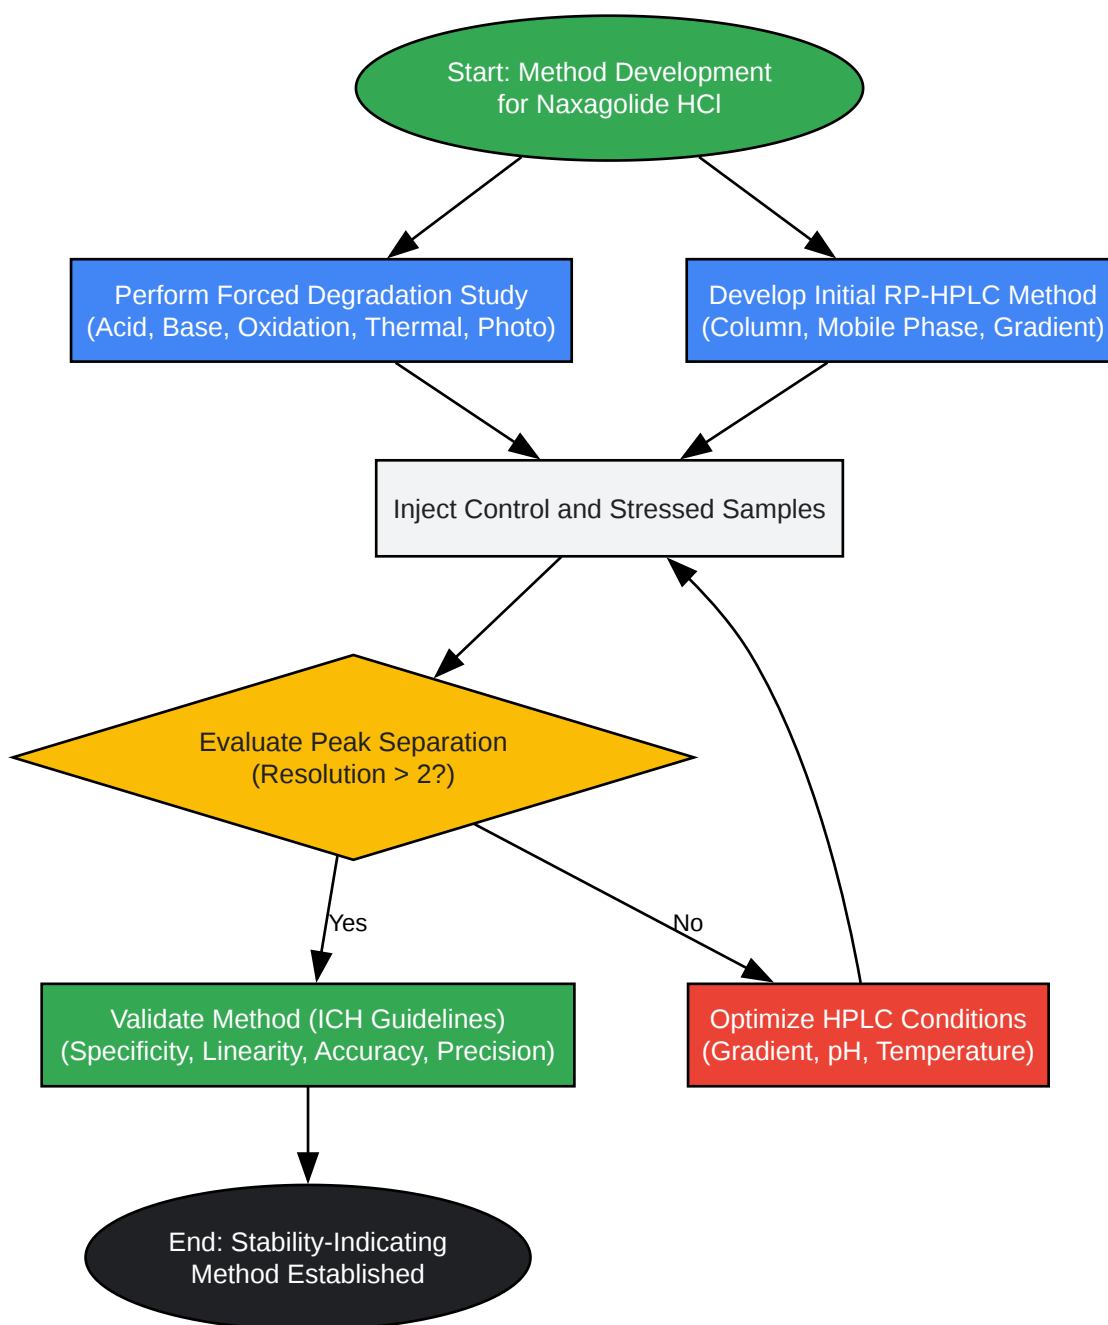 Start: Method Development
for Naxagolide HCl
Perform Forced Degradation Study
(Acid, Base, Oxidation, Thermal, Photo)
Develop Initial RP-HPLC Method
(Column, Mobile Phase, Gradient)
Inject Control and Stressed Samples
Evaluate Peak Separation
(Resolution > 2?)
Yes
No
Validate Method (ICH Guidelines)
(Specificity, Linearity, Accuracy, Precision)
Optimize HPLC Conditions
(Gradient, pH, Temperature)
End: Stability-Indicating
Method Established